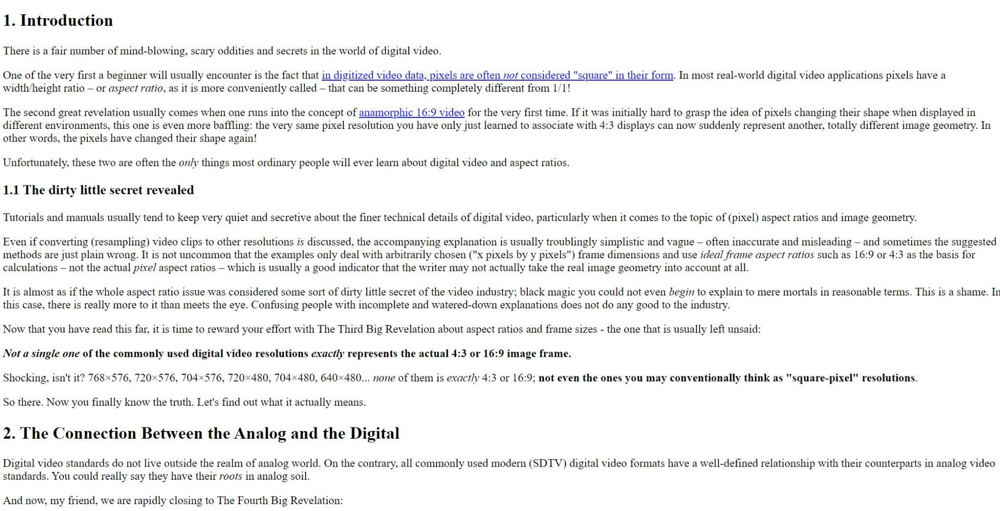 1. Introduction
There is a fair number of mind-blowing, scary oddities and secrets in the world of digital video.
One of the very first a beginner will usually encounter is the fact that in digitized video data, pixels are often not considered "square" in their form. In most real-world digital video applications pixels have a
width/height ratio – or aspect ratio, as it is more conveniently called – that can be something completely different from 1/1!
The second great revelation usually comes when one runs into the concept of anamorphic 16:9 video for the very first time. If it was initially hard to grasp the idea of pixels changing their shape when displayed in
different environments, this one is even more baffling: the very same pixel resolution you have only just learned to associate with 4:3 displays can now suddenly represent another, totally different image geometry. In
other words, the pixels have changed their shape again!
Unfortunately, these two are often the only things most ordinary people will ever learn about digital video and aspect ratios.
1.1 The dirty little secret revealed
Tutorials and manuals usually tend to keep very quiet and secretive about the finer technical details of digital video, particularly when it comes to the topic of (pixel) aspect ratios and image geometry.
Even if converting (resampling) video clips to other resolutions is discussed, the accompanying explanation is usually troublingly simplistic and vague – often inaccurate and misleading – and sometimes the suggested
methods are just plain wrong. It is not uncommon that the examples only deal with arbitrarily chosen ("x pixels by y pixels") frame dimensions and use ideal frame aspect ratios such as 16:9 or 4:3 as the basis for
calculations – not the actual pixel aspect ratios – which is usually a good indicator that the writer may not actually take the real image geometry into account at all.
It is almost as if the whole aspect ratio issue was considered some sort of dirty little secret of the video industry; black magic you could not even begin to explain to mere mortals in reasonable terms. This is a shame. In
this case, there is really more to it than meets the eye. Confusing people with incomplete and watered-down explanations does not do any good to the industry.
Now that you have read this far, it is time to reward your effort with The Third Big Revelation about aspect ratios and frame sizes - the one that is usually left unsaid:
Not a single one of the commonly used digital video resolutions exactly represents the actual 4:3 or 16:9 image frame.
Shocking, isn't it? 768×576, 720×576, 704×576, 720×480, 704×480, 640×480... none of them is exactly 4:3 or 16:9; not even the ones you may conventionally think as "square-pixel" resolutions.
So there. Now you finally know the truth. Let's find out what it actually means.
2. The Connection Between the Analog and the Digital
Digital video standards do not live outside the realm of analog world. On the contrary, all commonly used modern (SDTV) digital video formats have a well-defined relationship with their counterparts in analog video
standards. You could really say they have their roots in analog soil.
And now, my friend, we are rapidly closing to The Fourth Big Revelation: